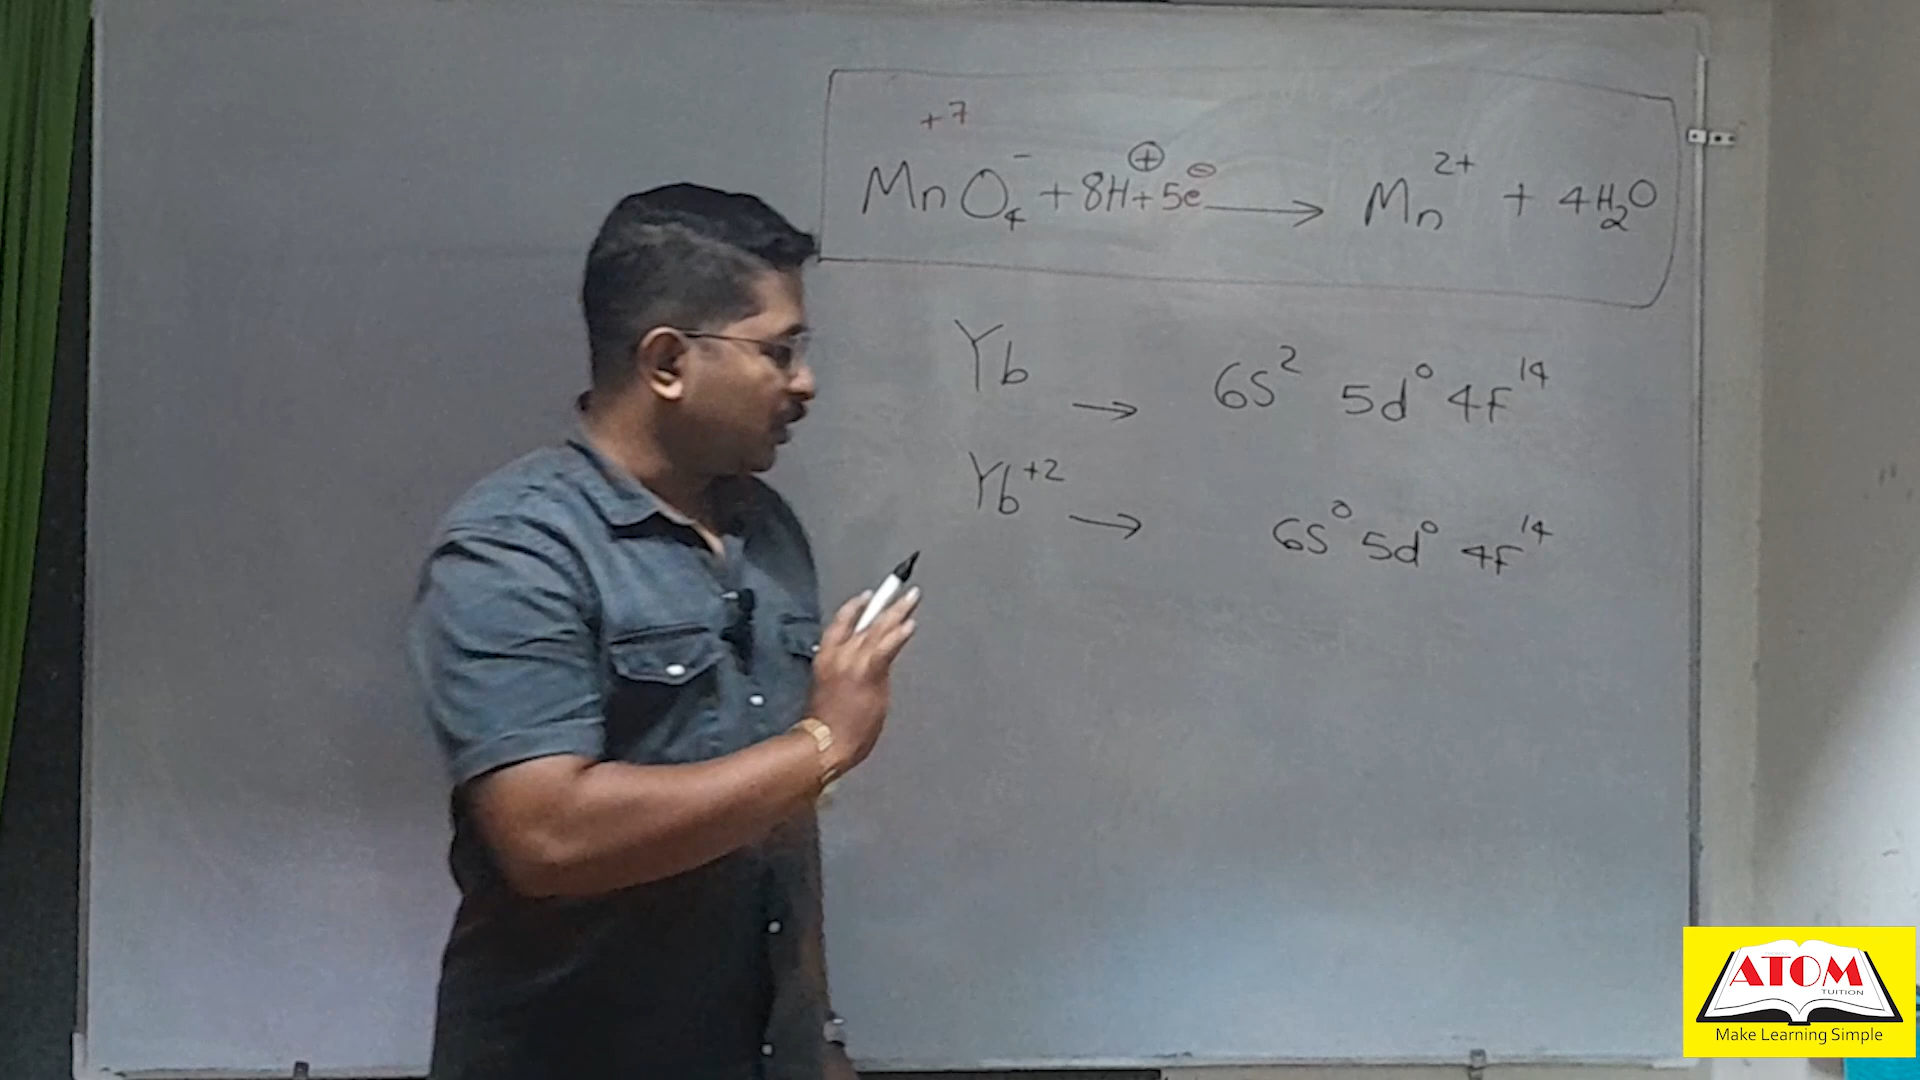 +7
MnO₄⁻ + 8H⊕ + 5e⊖ ⟶ Mn²⁺ + 4H₂O
Yb → 6S² 5d⁰ 4f¹⁴
Yb⁺² → 6S⁰ 5d⁰ 4f¹⁴
ATOM
TUITION
Make Learning Simple